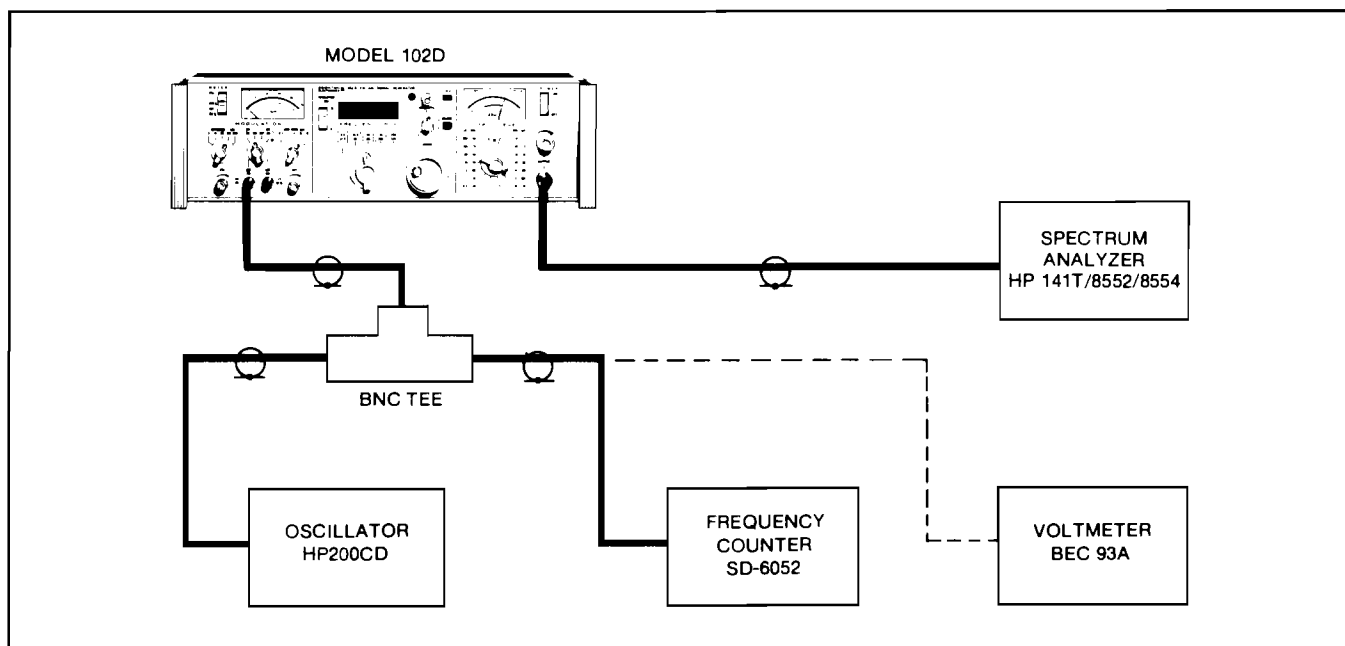 MODEL 102D
SPECTRUM
ANALYZER
HP 141T/8552/8554
BNC TEE
OSCILLATOR
HP200CD
FREQUENCY
COUNTER
SD-6052
VOLTMETER
BEC 93A